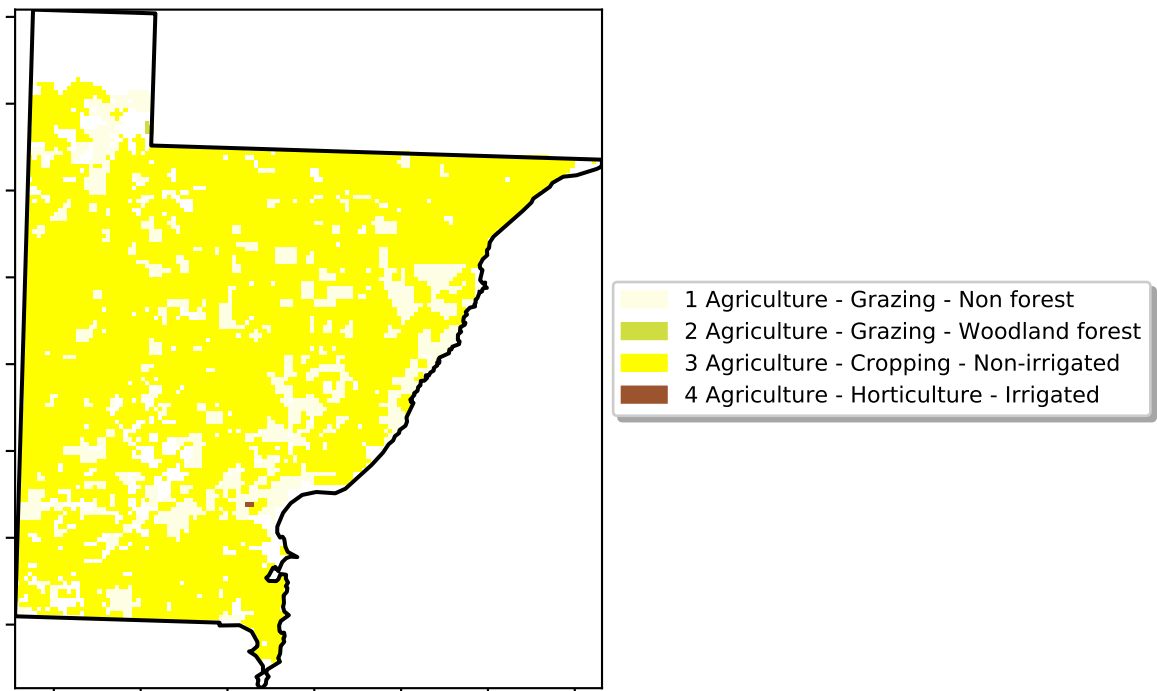 1 Agriculture - Grazing - Non forest
2 Agriculture - Grazing - Woodland forest
3 Agriculture - Cropping - Non-irrigated
4 Agriculture - Horticulture - Irrigated